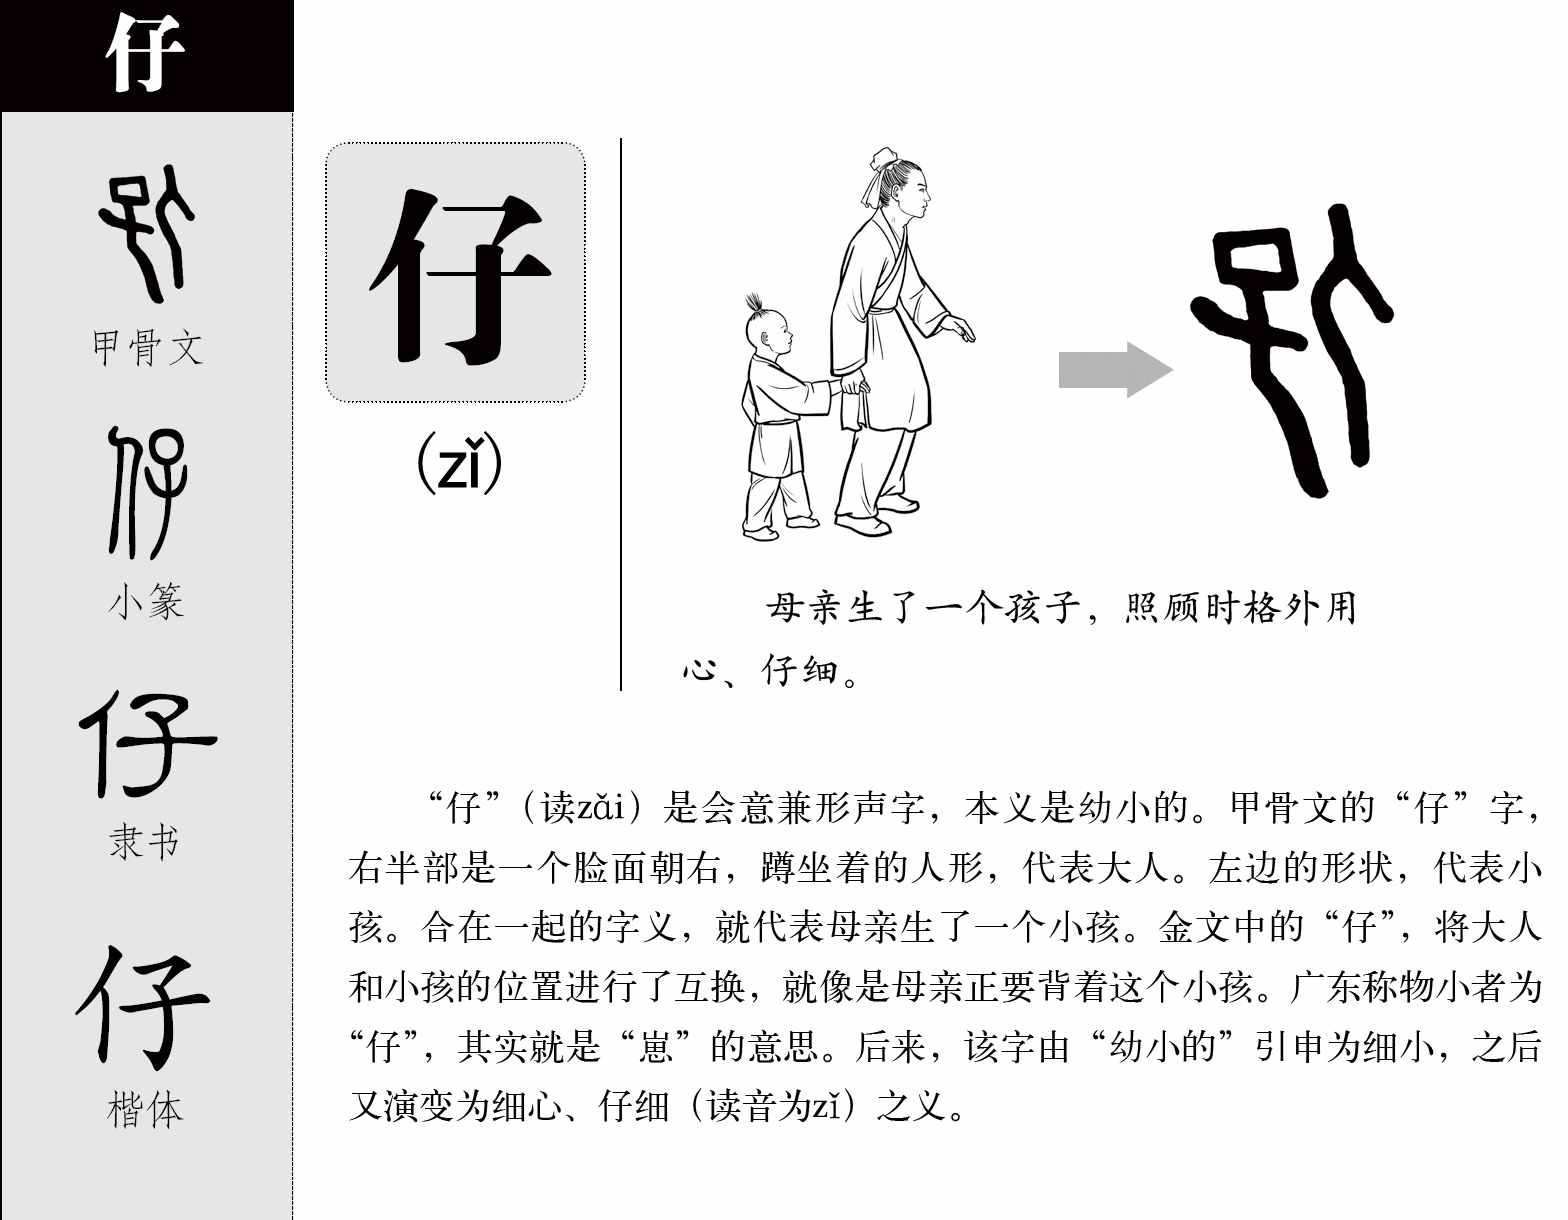 仔
甲骨文
仔
小篆
仔
隶书
仔
楷体
仔
（zǐ）
母亲生了一个孩子，照顾时格外用
心、仔细。
“仔”（读zǎi）是会意兼形声字，本义是幼小的。甲骨文的“仔”字，
右半部是一个脸面朝右，蹲坐着的人形，代表大人。左边的形状，代表小
孩。合在一起的字义，就代表母亲生了一个小孩。金文中的“仔”，将大人
和小孩的位置进行了互换，就像是母亲正要背着这个小孩。广东称物小者为
“仔”，其实就是“崽”的意思。后来，该字由“幼小的”引申为细小，之后
又演变为细心、仔细（读音为zǐ）之义。